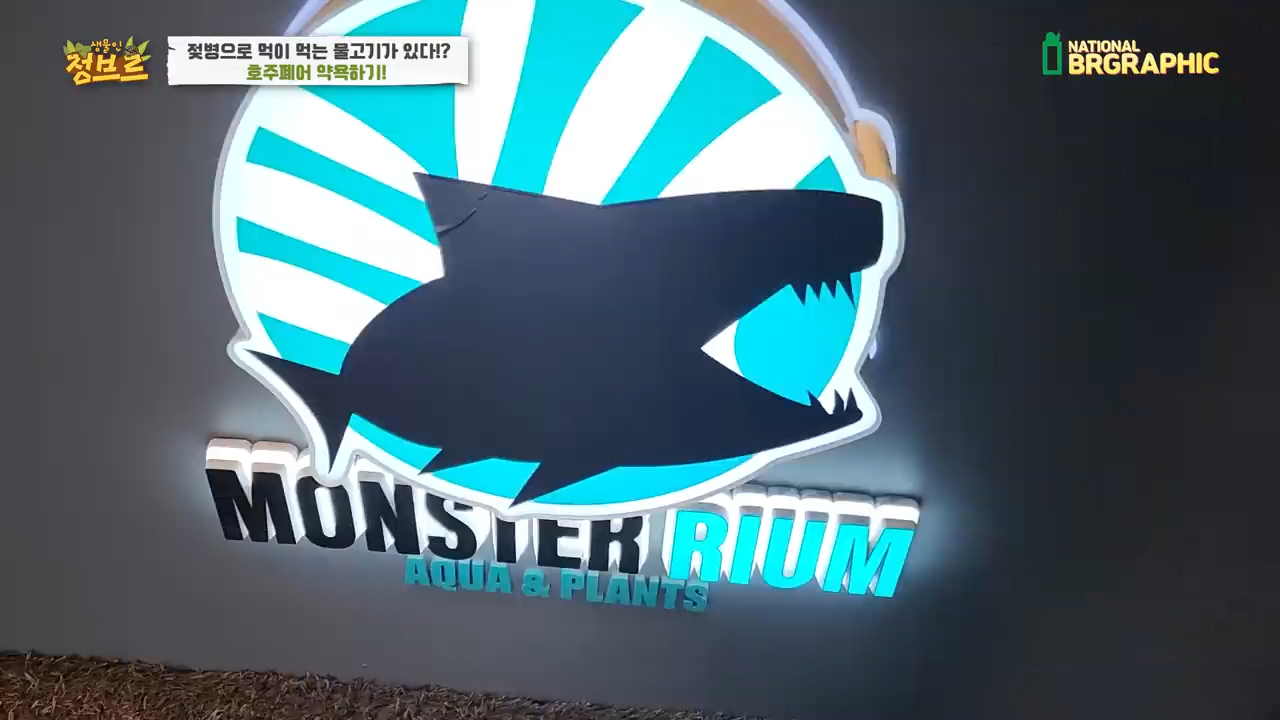 생물인
정브르
젖병으로 먹이 먹는 물고기가 있다!?
호주폐어 약욕하기!
NATIONAL
BRGRAPHIC
MONSTER RIUM
AQUA & PLANTS